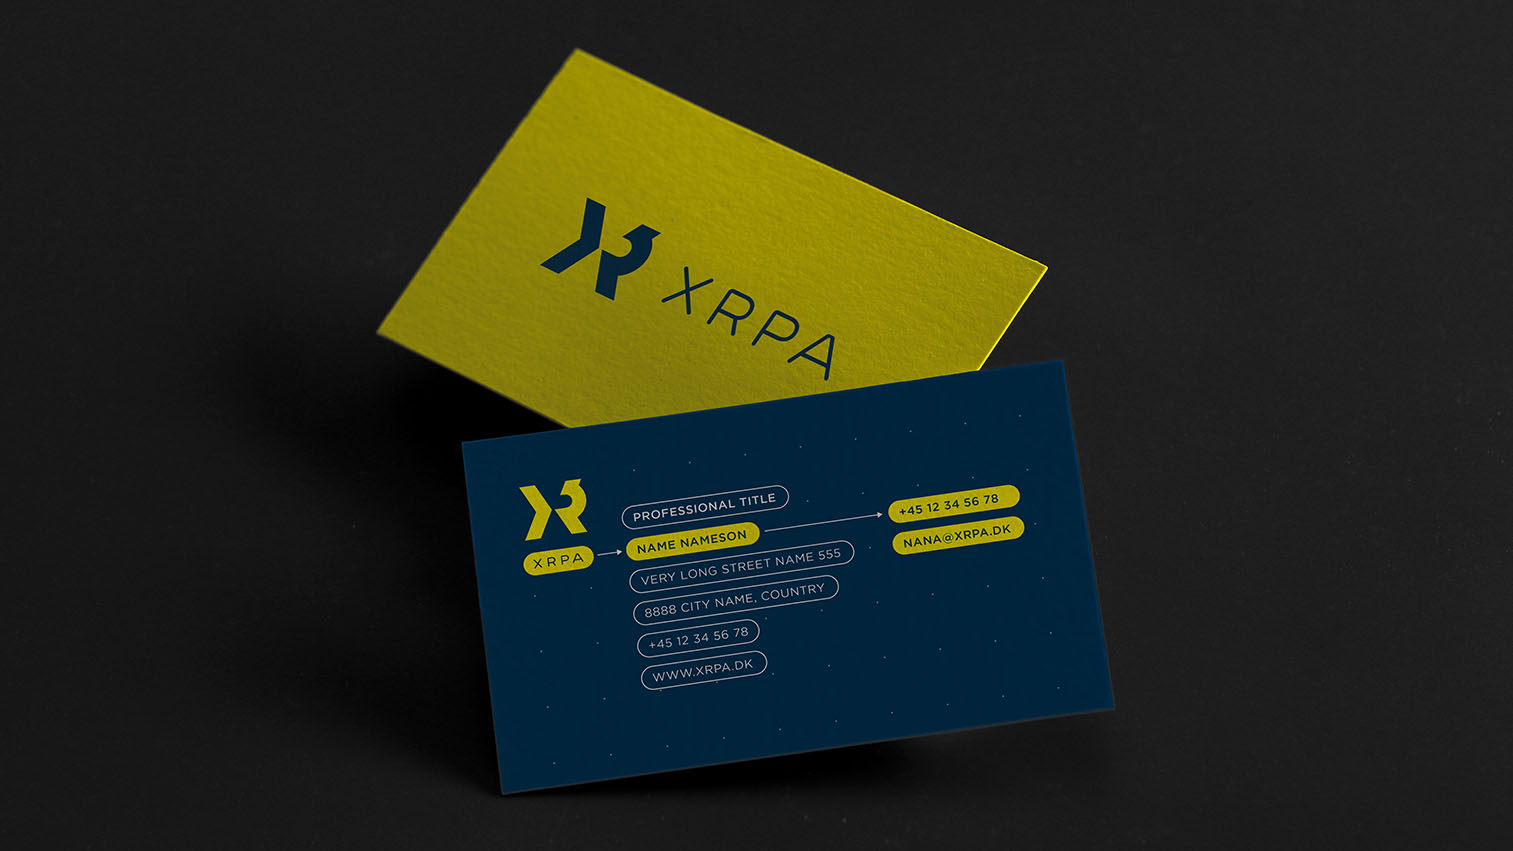 XRPA
XRPA
PROFESSIONAL TITLE
NAME NAMESON
VERY LONG STREET NAME 555
8888 CITY NAME, COUNTRY
+45 12 34 56 78
WWW.XRPA.DK
+45 12 34 56 78
NANA@XRPA.DK